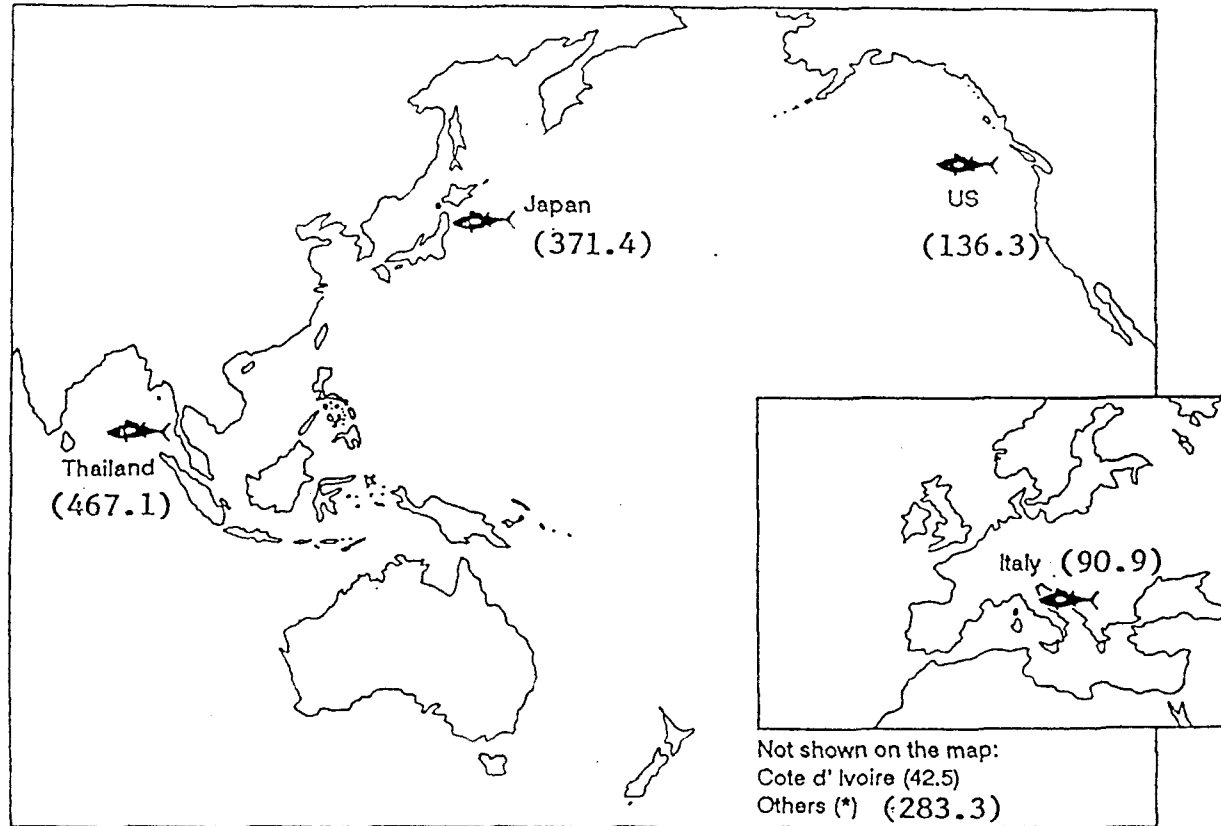 Japan
(371.4)
US
(136.3)
Thailand
(467.1)
Italy (90.9)
Not shown on the map:
Cote d' Ivoire (42.5)
Others (*) (283.3)